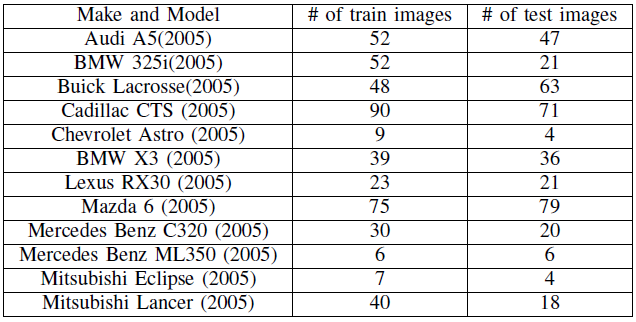 Make and Model # of train images # of test images
Audi A5(2005) 52 47
BMW 325i(2005) 52 21
Buick Lacrosse(2005) 48 63
Cadillac CTS (2005) 90 71
Chevrolet Astro (2005) 9 4
BMW X3 (2005) 39 36
Lexus RX30 (2005) 23 21
Mazda 6 (2005) 75 79
Mercedes Benz C320 (2005) 30 20
Mercedes Benz ML350 (2005) 6 6
Mitsubishi Eclipse (2005) 7 4
Mitsubishi Lancer (2005) 40 18